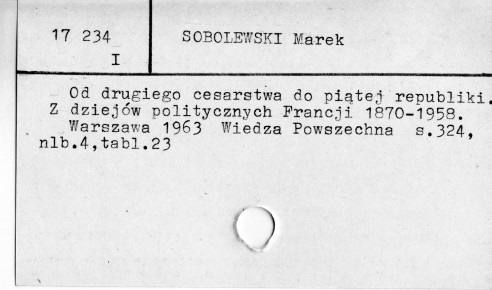 17 234
I
SOBOLEWSKI Marek
Od drugiego cesarstwa do piątej republiki.
Z dziejów politycznych Francji 1870-1958.
Warszawa 1963 Wiedza Powszechna s.324,
nlb.4,tabl.23